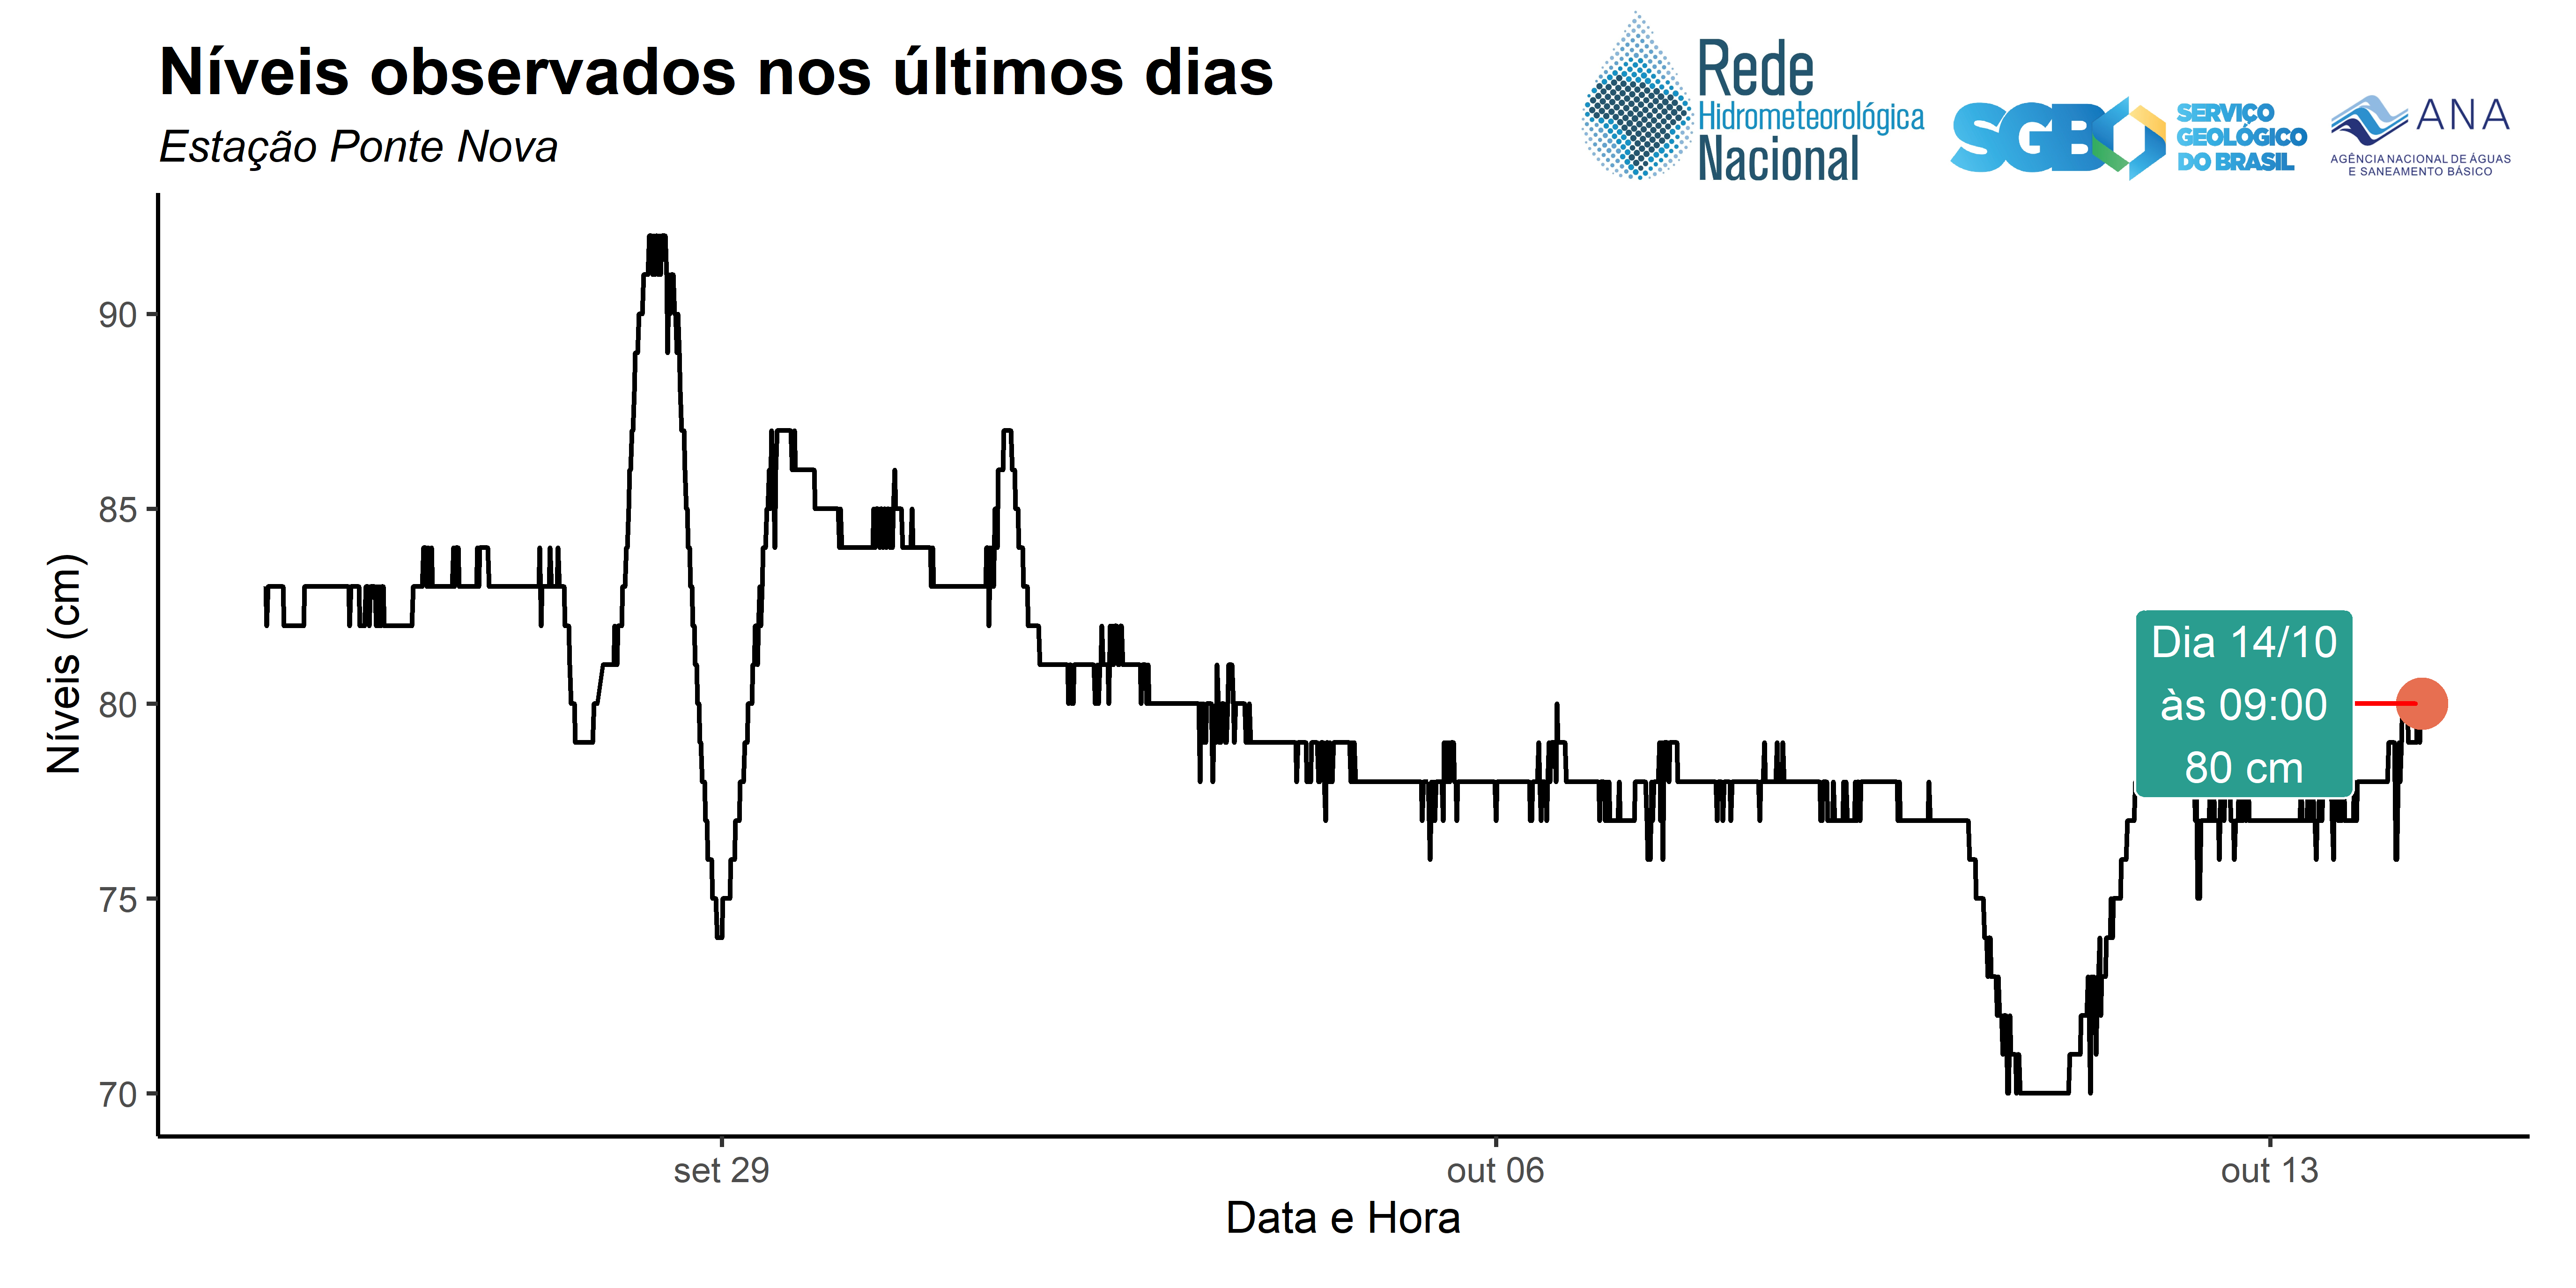 Níveis observados nos últimos dias
Estação Ponte Nova
Rede
Hidrometeorológica
Nacional
SGB
SERVIÇO
GEOLÓGICO
DO BRASIL
ANA
AGÊNCIA NACIONAL DE ÁGUAS
E SANEAMENTO BÁSICO
Níveis (cm)
90
85
80
75
70
Dia 14/10
às 09:00
80 cm
set 29
out 06
out 13
Data e Hora